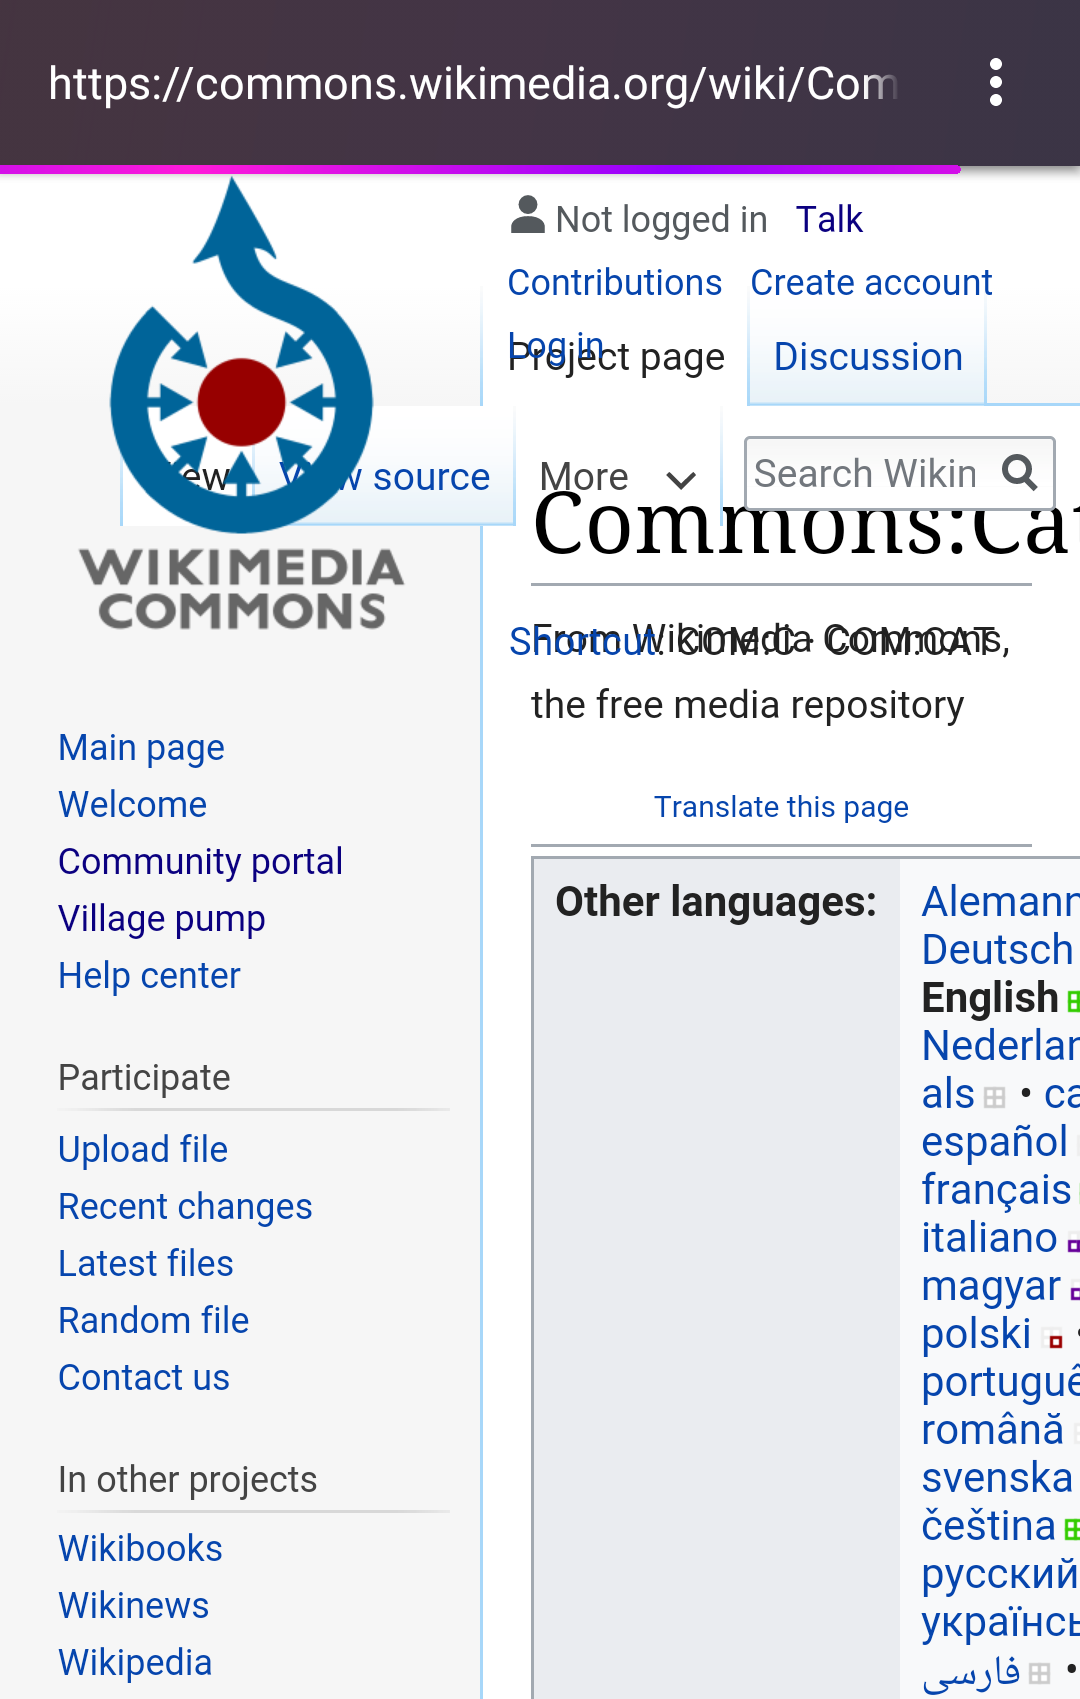 https://commons.wikimedia.org/wiki/Com
Not logged in Talk
Contributions Create account
Log in
Project page Discussion
View source More Search Wikin
Commons:Cat
WIKIMEDIA
COMMONS
From Wikimedia Commons,
Shortcut: COM:C · COM:CAT
the free media repository
Translate this page
Main page
Welcome
Community portal
Village pump
Help center
Participate
Upload file
Recent changes
Latest files
Random file
Contact us
In other projects
Wikibooks
Wikinews
Wikipedia
Other languages:
Alemann
Deutsch
English
Nederlan
als • ca
español
français
italiano
magyar
polski •
portuguê
română
svenska
čeština
русский
українсь
فارسی •